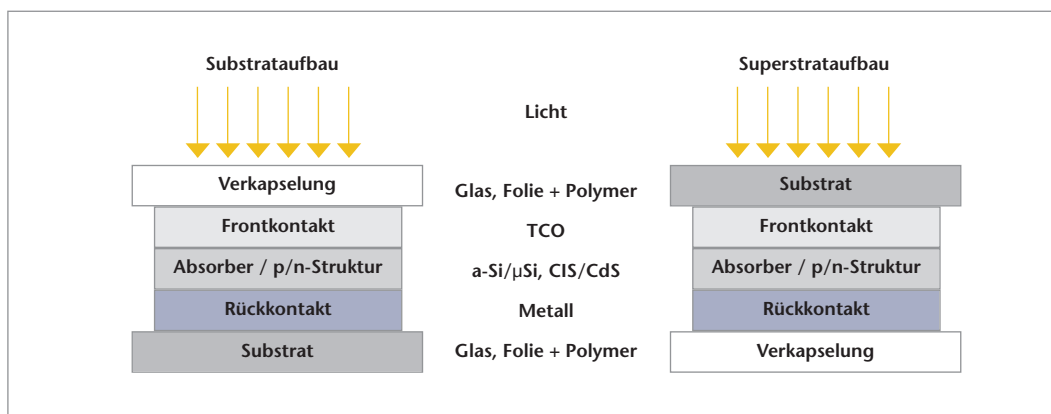 Substrataufbau
Superstrataufbau
Licht
Verkapselung
Glas, Folie + Polymer
Substrat
Frontkontakt
TCO
Frontkontakt
Absorber / p/n-Struktur
a-Si/µSi, CIS/CdS
Absorber / p/n-Struktur
Rückkontakt
Metall
Rückkontakt
Substrat
Glas, Folie + Polymer
Verkapselung